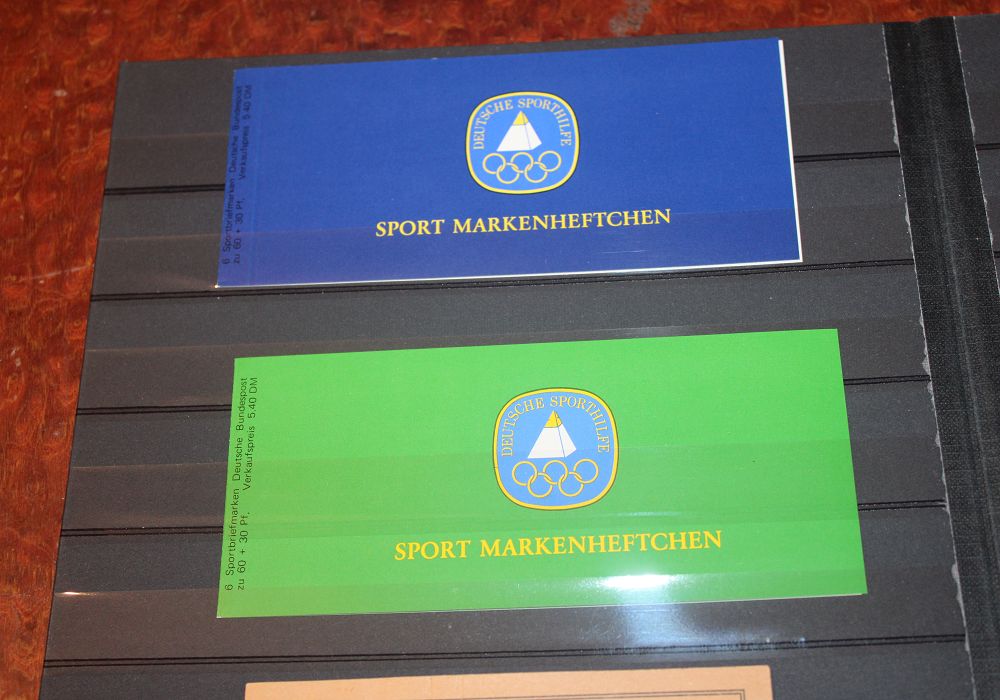 6 Sportbriefmarken Deutsche Bundespost
zu 60 + 30 Pf. Verkaufspreis 5.40 DM
DEUTSCHE SPORTHILFE
SPORT MARKENHEFTCHEN
6 Sportbriefmarken Deutsche Bundespost
zu 60 + 30 Pf. Verkaufspreis 5.40 DM
DEUTSCHE SPORTHILFE
SPORT MARKENHEFTCHEN